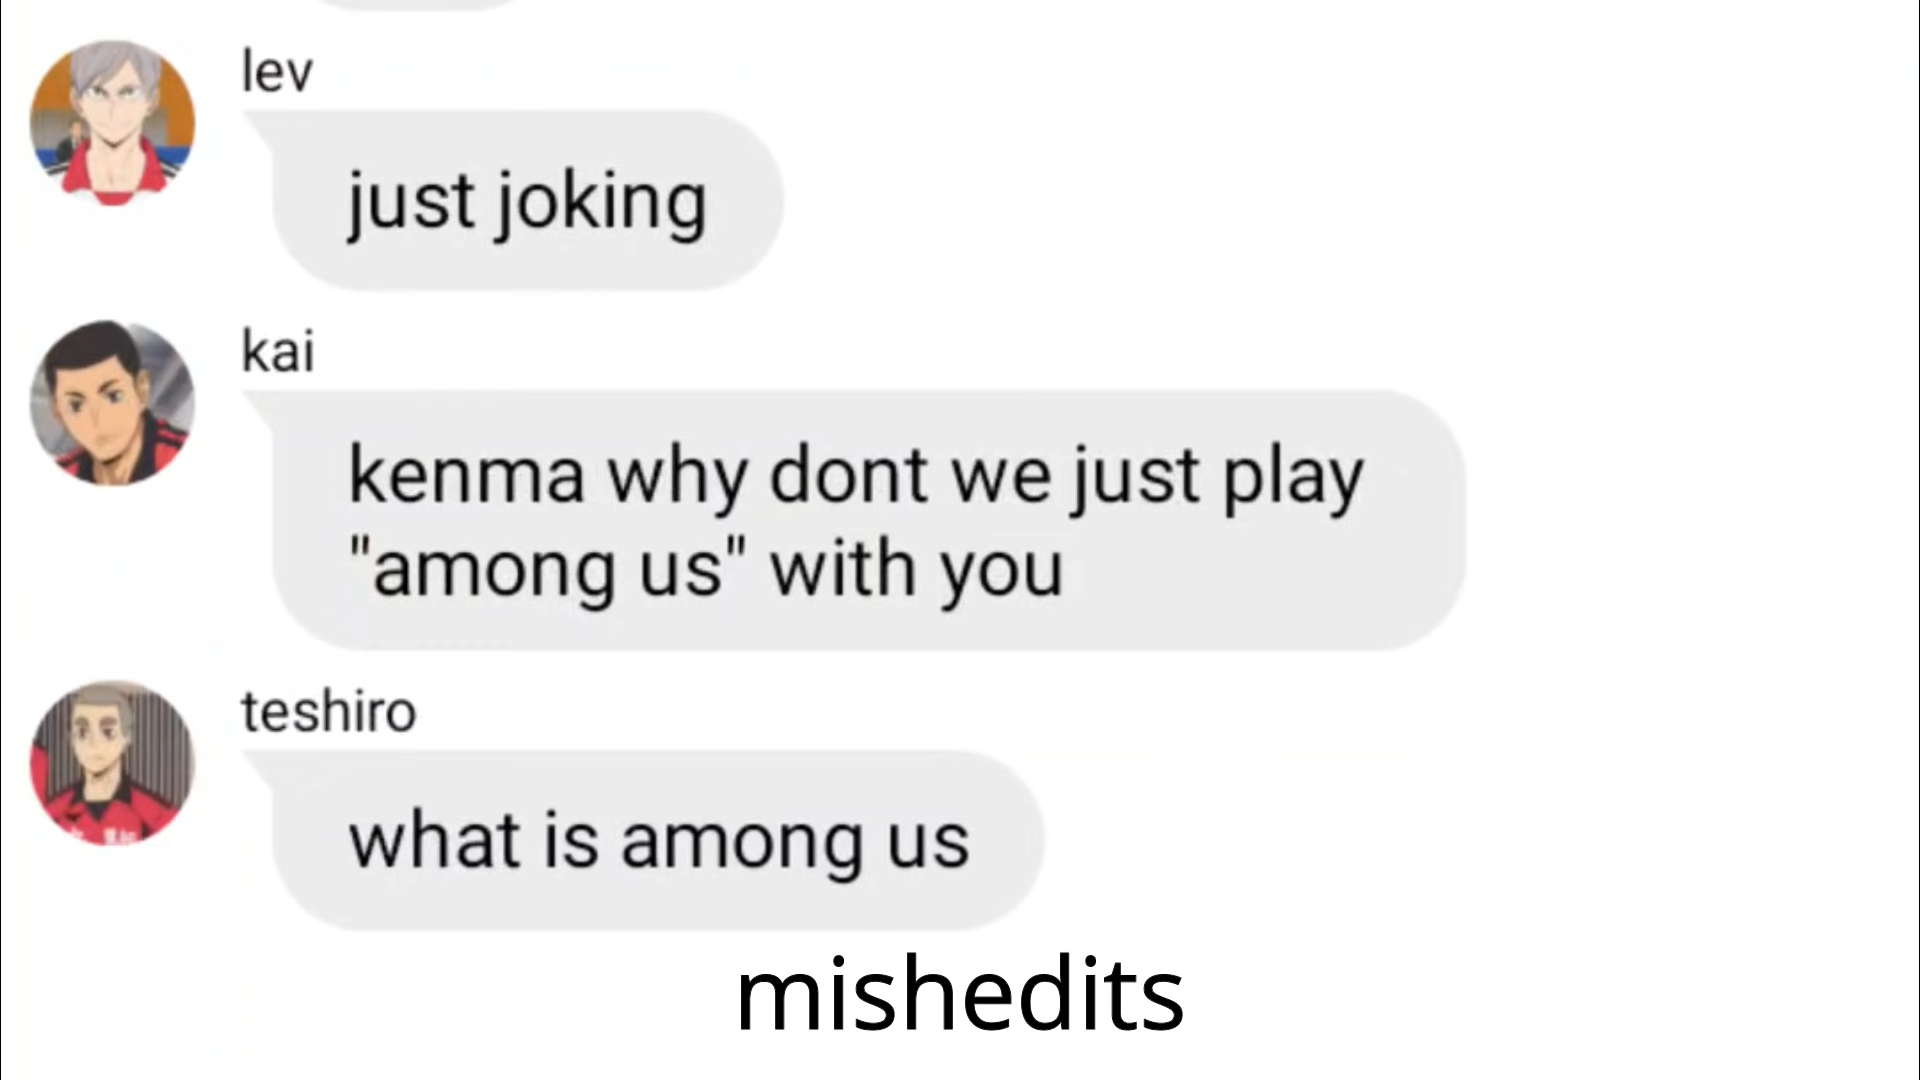 lev
just joking
kai
kenma why dont we just play
"among us" with you
teshiro
what is among us
mishedits